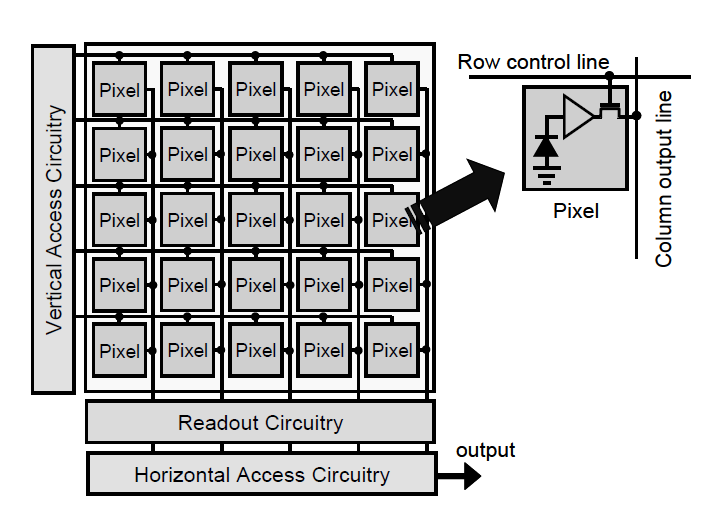 Row control line
Pixel Pixel Pixel Pixel Pixel
Pixel Pixel Pixel Pixel Pixel
Pixel Pixel Pixel Pixel Pixel
Pixel Pixel Pixel Pixel Pixel
Pixel Pixel Pixel Pixel Pixel
Vertical Access Circuitry
Pixel
Column output line
Readout Circuitry
Horizontal Access Circuitry
output